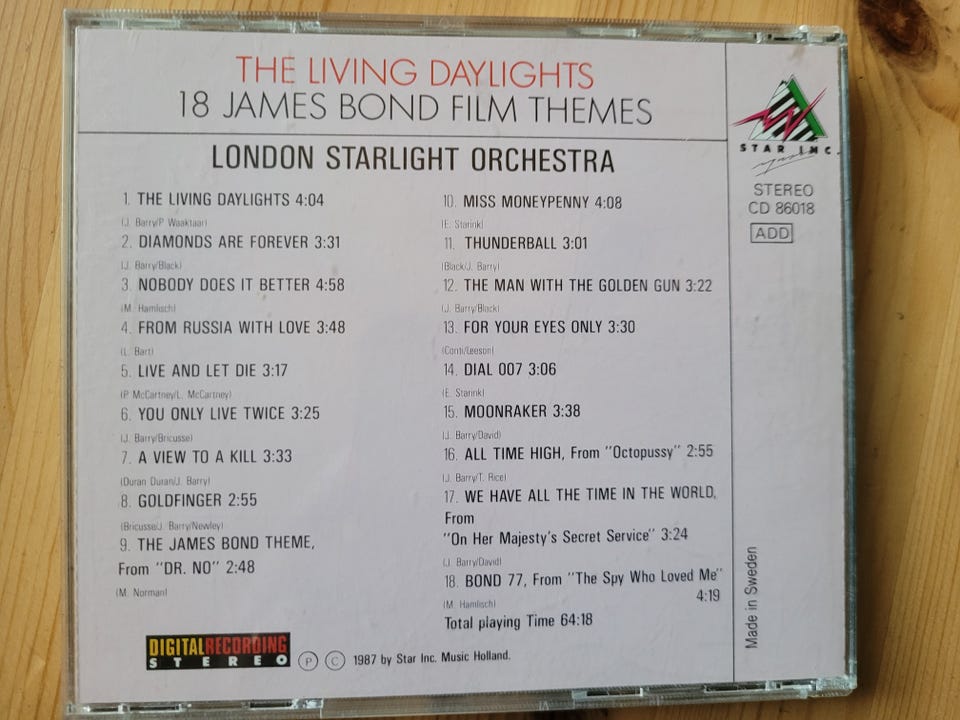 THE LIVING DAYLIGHTS
18 JAMES BOND FILM THEMES
LONDON STARLIGHT ORCHESTRA
1. THE LIVING DAYLIGHTS 4:04
(J. Barry/P Waaktaar)
2. DIAMONDS ARE FOREVER 3:31
(J. Barry/Black)
3. NOBODY DOES IT BETTER 4:58
(M. Hamlisch)
4. FROM RUSSIA WITH LOVE 3:48
(L. Bart)
5. LIVE AND LET DIE 3:17
(P McCartney/L. McCartney)
6. YOU ONLY LIVE TWICE 3:25
(J. Barry/Bricusse)
7. A VIEW TO A KILL 3:33
(Duran Duran/J. Barry)
8. GOLDFINGER 2:55
(Bricusse/J. Barry/Newley)
9. THE JAMES BOND THEME,
From "DR. NO" 2:48
(M. Norman)
10. MISS MONEYPENNY 4:08
(E. Starink)
11. THUNDERBALL 3:01
(Black/J. Barry)
12. THE MAN WITH THE GOLDEN GUN 3:22
(J. Barry/Black)
13. FOR YOUR EYES ONLY 3:30
(Conti/Leeson)
14. DIAL 007 3:06
(E. Starink)
15. MOONRAKER 3:38
(J. Barry/David)
16. ALL TIME HIGH, From "Octopussy" 2:55
(J. Barry/T. Rice)
17. WE HAVE ALL THE TIME IN THE WORLD,
From
"On Her Majesty's Secret Service" 3:24
(J. Barry/David)
18. BOND 77, From "The Spy Who Loved Me"
4:19
(M. Hamlisch)
Total playing Time 64:18
DIGITAL RECORDING
STEREO
P C 1987 by Star Inc. Music Holland.
STAR INC.
music
STEREO
CD 86018
ADD
Made in Sweden